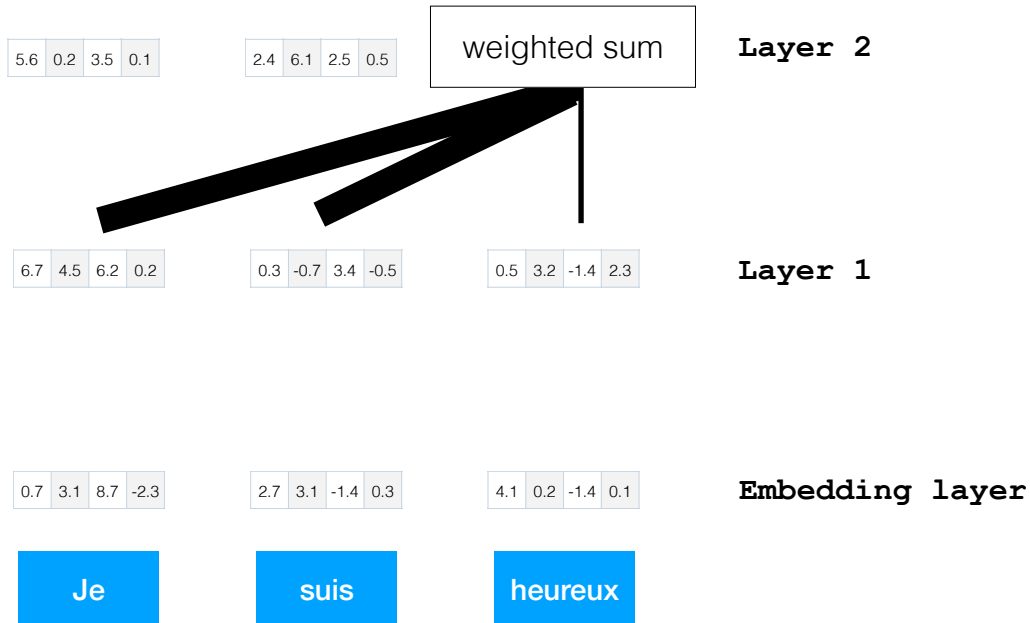 5.6 0.2 3.5 0.1 2.4 6.1 2.5 0.5 weighted sum Layer 2
6.7 4.5 6.2 0.2 0.3 -0.7 3.4 -0.5 0.5 3.2 -1.4 2.3 Layer 1
0.7 3.1 8.7 -2.3 2.7 3.1 -1.4 0.3 4.1 0.2 -1.4 0.1 Embedding layer
Je suis heureux